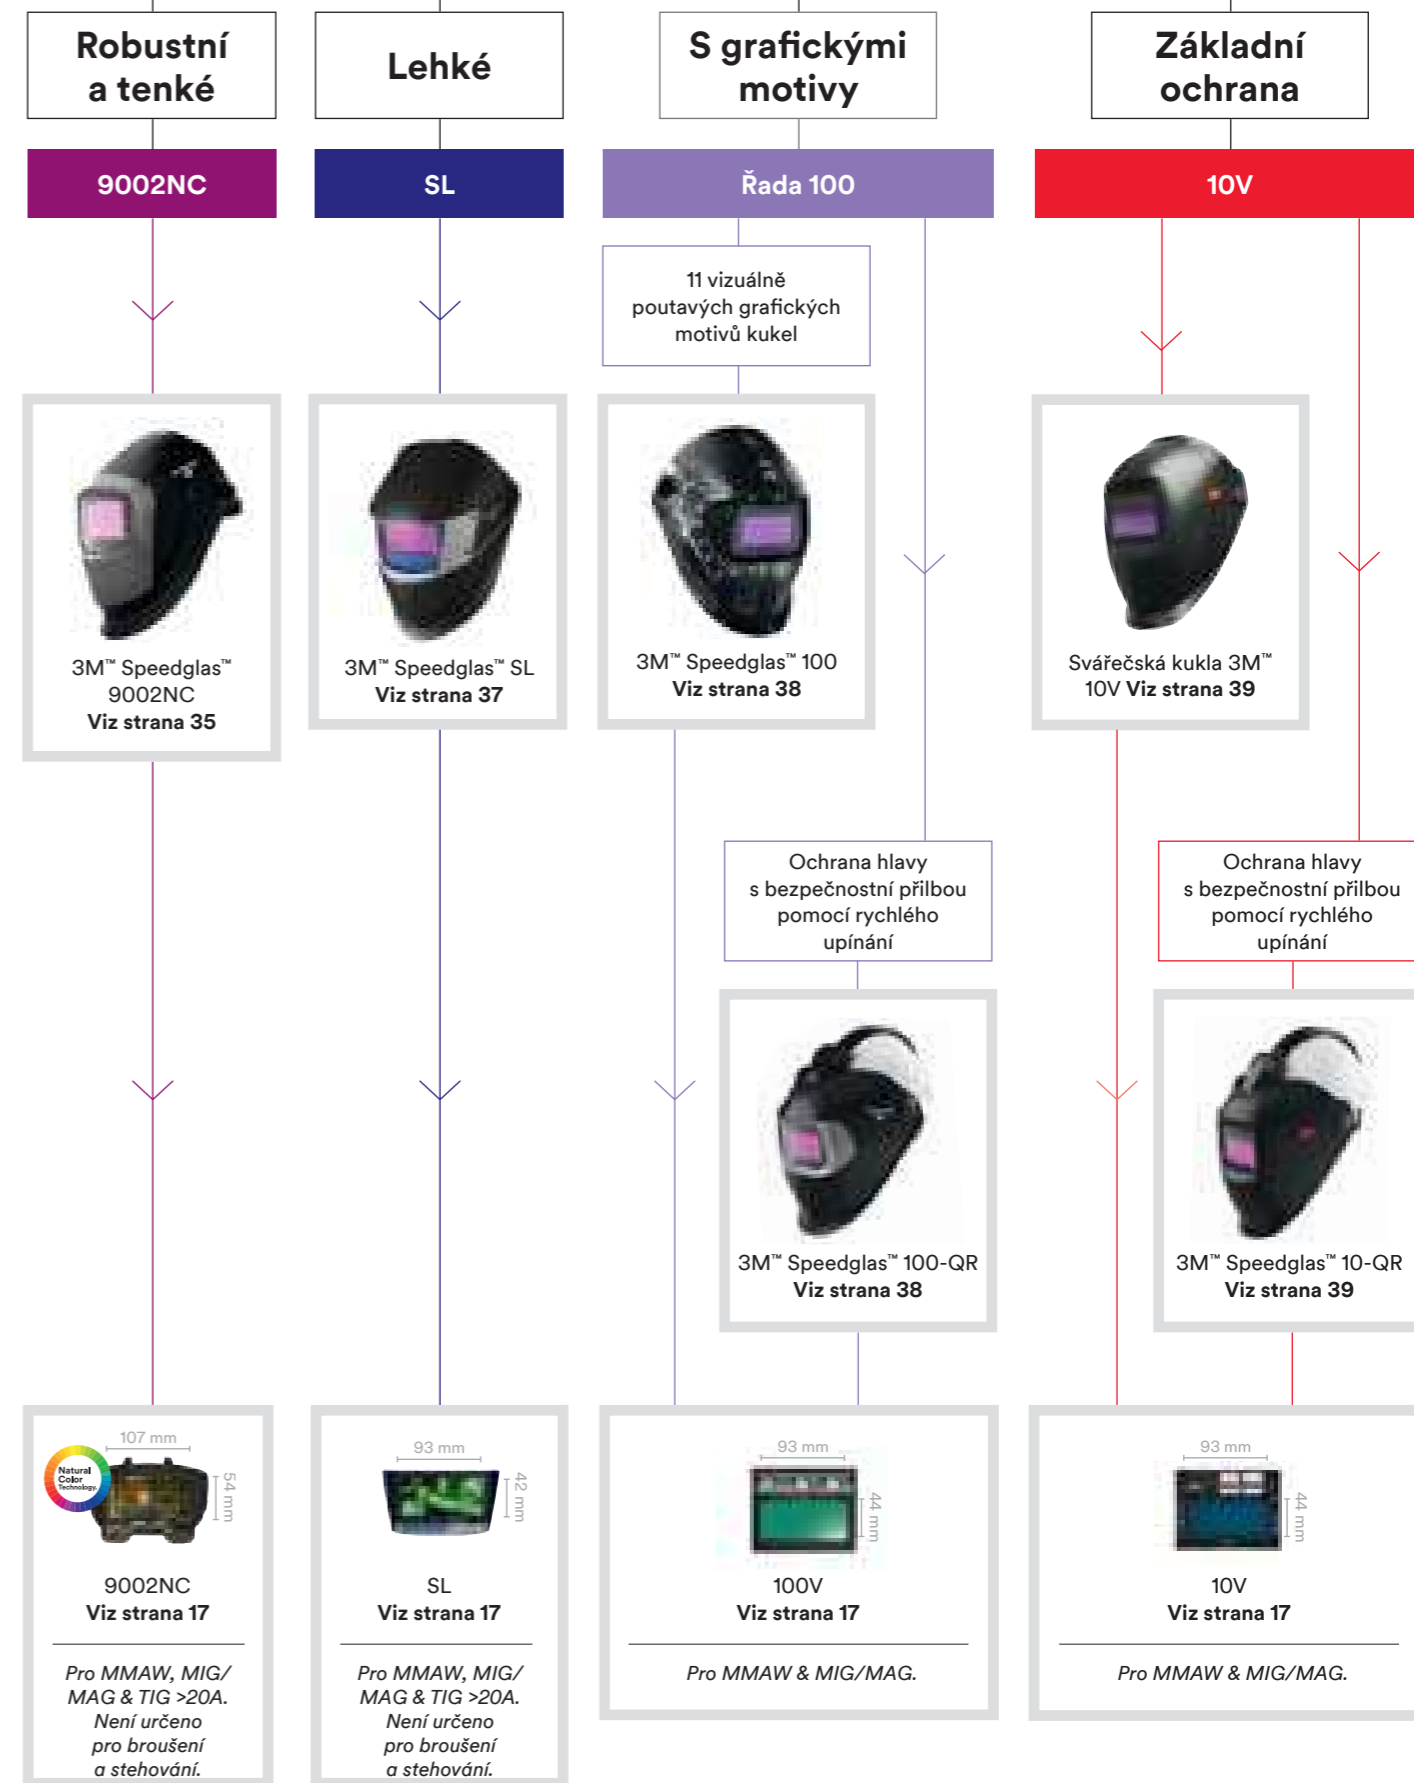 Robustní
a tenké
Lehké
S grafickými
motivy
Základní
ochrana
9002NC
SL
Řada 100
10V
11 vizuálně
poutavých grafických
motivů kukel
3M™ Speedglas™
9002NC
Viz strana 35
3M™ Speedglas™ SL
Viz strana 37
3M™ Speedglas™ 100
Viz strana 38
Svářečská kukla 3M™
10V Viz strana 39
Ochrana hlavy
s bezpečnostní přilbou
pomocí rychlého
upínání
Ochrana hlavy
s bezpečnostní přilbou
pomocí rychlého
upínání
3M™ Speedglas™ 100-QR
Viz strana 38
3M™ Speedglas™ 10-QR
Viz strana 39
107 mm
54 mm
Natural
Color
Technology.
9002NC
Viz strana 17
Pro MMAW, MIG/
MAG & TIG >20A.
Není určeno
pro broušení
a stehování.
93 mm
42 mm
SL
Viz strana 17
Pro MMAW, MIG/
MAG & TIG >20A.
Není určeno
pro broušení
a stehování.
93 mm
44 mm
100V
Viz strana 17
Pro MMAW & MIG/MAG.
93 mm
44 mm
10V
Viz strana 17
Pro MMAW & MIG/MAG.